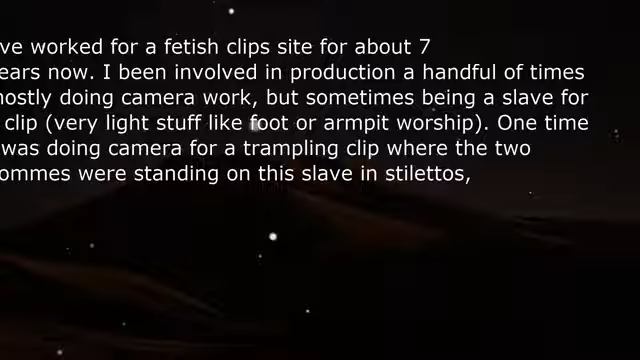 ve worked for a fetish clips site for about 7
ears now. I been involved in production a handful of times
mostly doing camera work, but sometimes being a slave for
clip (very light stuff like foot or armpit worship). One time
was doing camera for a trampling clip where the two
ommes were standing on this slave in stilettos,